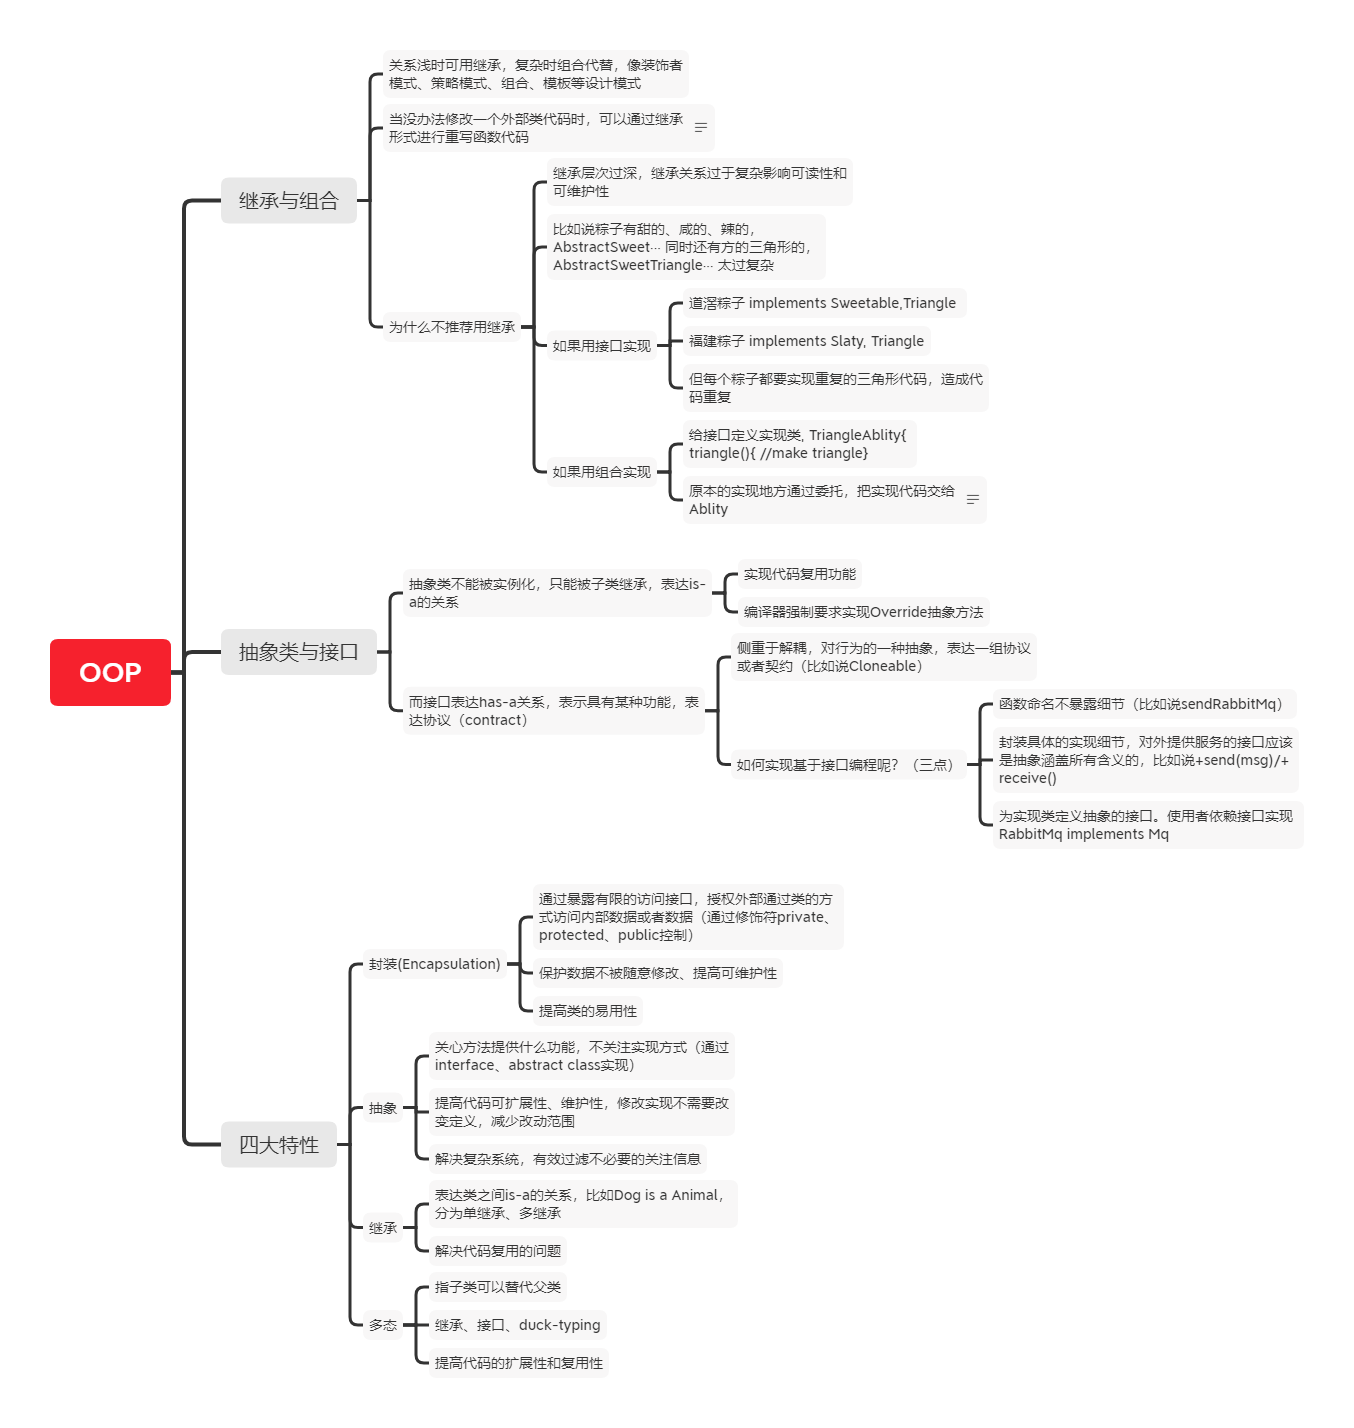 OOP
继承与组合
关系浅时可用继承，复杂时组合代替，像装饰者
模式、策略模式、组合、模板等设计模式
当没办法修改一个外部类代码时，可以通过继承
形式进行重写函数代码
为什么不推荐用继承
继承层次过深，继承关系过于复杂影响可读性和
可维护性
比如说粽子有甜的、咸的、辣的，
AbstractSweet... 同时还有方的三角形的，
AbstractSweetTriangle... 太过复杂
如果用接口实现
道滘粽子 implements Sweetable,Triangle
福建粽子 implements Slaty, Triangle
但每个粽子都要实现重复的三角形代码，造成代
码重复
如果用组合实现
给接口定义实现类, TriangleAblity{
triangle(){ //make triangle}
原本的实现地方通过委托，把实现代码交给
Ablity
抽象类与接口
抽象类不能被实例化，只能被子类继承，表达is-
a的关系
实现代码复用功能
编译器强制要求实现Override抽象方法
而接口表达has-a关系，表示具有某种功能，表
达协议（contract）
侧重于解耦，对行为的一种抽象，表达一组协议
或者契约（比如说Cloneable）
如何实现基于接口编程呢？（三点）
函数命名不暴露细节（比如说sendRabbitMq）
封装具体的实现细节，对外提供服务的接口应该
是抽象涵盖所有含义的，比如说+send(msg)/+
receive()
为实现类定义抽象的接口。使用者依赖接口实现
RabbitMq implements Mq
四大特性
封装(Encapsulation)
通过暴露有限的访问接口，授权外部通过类的方
式访问内部数据或者数据（通过修饰符private、
protected、public控制）
保护数据不被随意修改、提高可维护性
提高类的易用性
抽象
关心方法提供什么功能，不关注实现方式（通过
interface、abstract class实现）
提高代码可扩展性、维护性，修改实现不需要改
变定义，减少改动范围
解决复杂系统，有效过滤不必要的关注信息
继承
表达类之间is-a的关系，比如Dog is a Animal，
分为单继承、多继承
解决代码复用的问题
多态
指子类可以替代父类
继承、接口、duck-typing
提高代码的扩展性和复用性